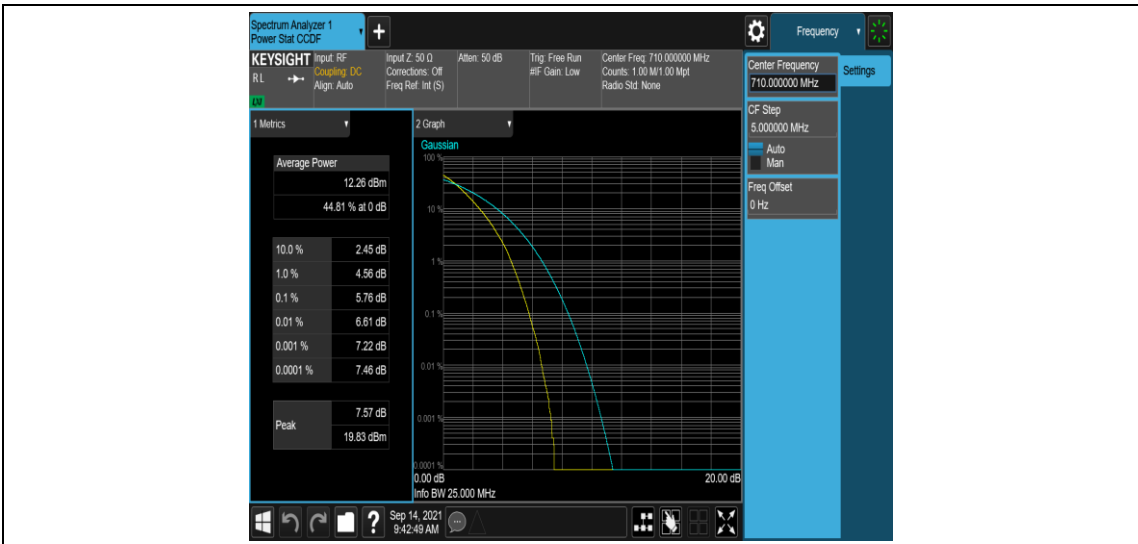 Spectrum Analyzer 1
Power Stat CCDF
+
Frequency
KEYSIGHT
RL
LXI
Input: RF
Coupling: DC
Align: Auto
Input Z: 50 Ω
Corrections: Off
Freq Ref: Int (S)
Atten: 50 dB
Trig: Free Run
#IF Gain: Low
Center Freq: 710.000000 MHz
Counts: 1.00 M/1.00 Mpt
Radio Std: None
Center Frequency
710.000000 MHz
Settings
CF Step
5.000000 MHz
Auto
Man
Freq Offset
0 Hz
1 Metrics
Average Power
12.26 dBm
44.81 % at 0 dB
10.0 % 2.45 dB
1.0 % 4.56 dB
0.1 % 5.76 dB
0.01 % 6.61 dB
0.001 % 7.22 dB
0.0001 % 7.46 dB
Peak
7.57 dB
19.83 dBm
2 Graph
Gaussian
100 %
10 %
1 %
0.1 %
0.01 %
0.001 %
0.0001 %
0.00 dB 20.00 dB
Info BW 25.000 MHz
?
Sep 14, 2021
9:42:49 AM